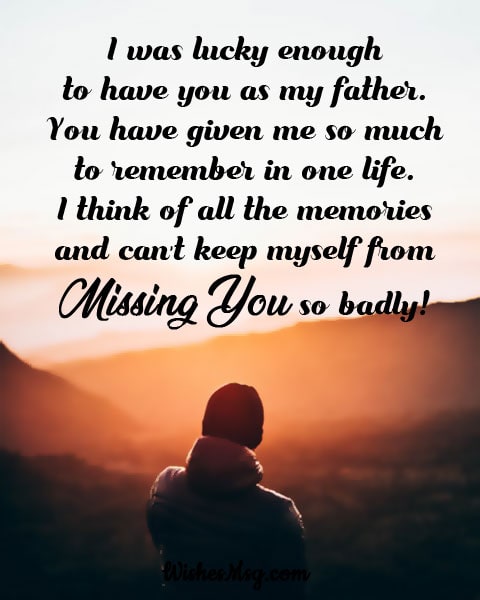 I was lucky enough
to have you as my father.
You have given me so much
to remember in one life.
I think of all the memories
and can't keep myself from
Missing You so badly!
WishesMsg.com